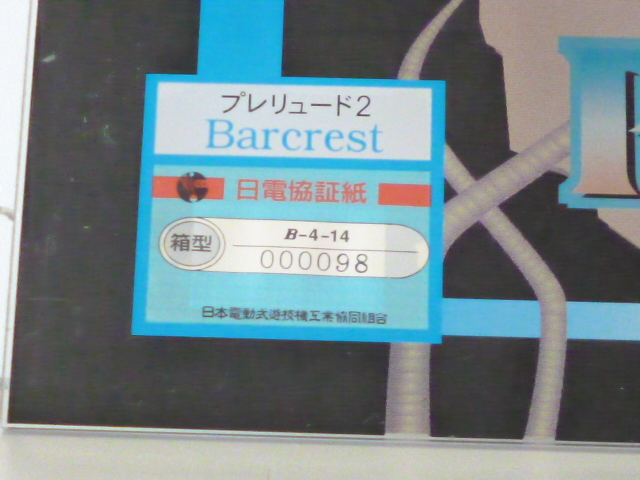 プレリュード2
Barcrest
日電協証紙
箱型
B-4-14
000098
日本電動式遊技機工業協同組合